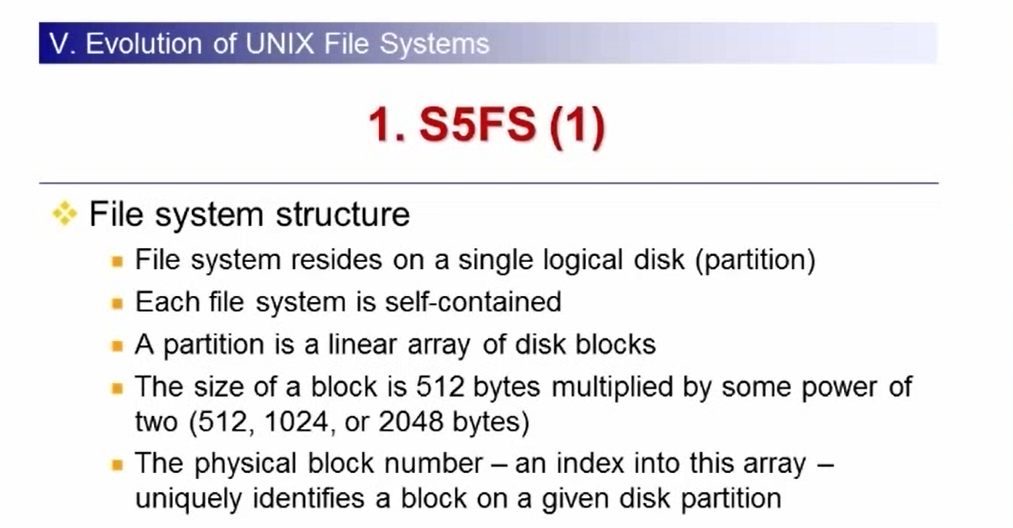 V. Evolution of UNIX File Systems
1. S5FS (1)
File system structure
File system resides on a single logical disk (partition)
Each file system is self-contained
A partition is a linear array of disk blocks
The size of a block is 512 bytes multiplied by some power of
two (512, 1024, or 2048 bytes)
The physical block number – an index into this array –
uniquely identifies a block on a given disk partition